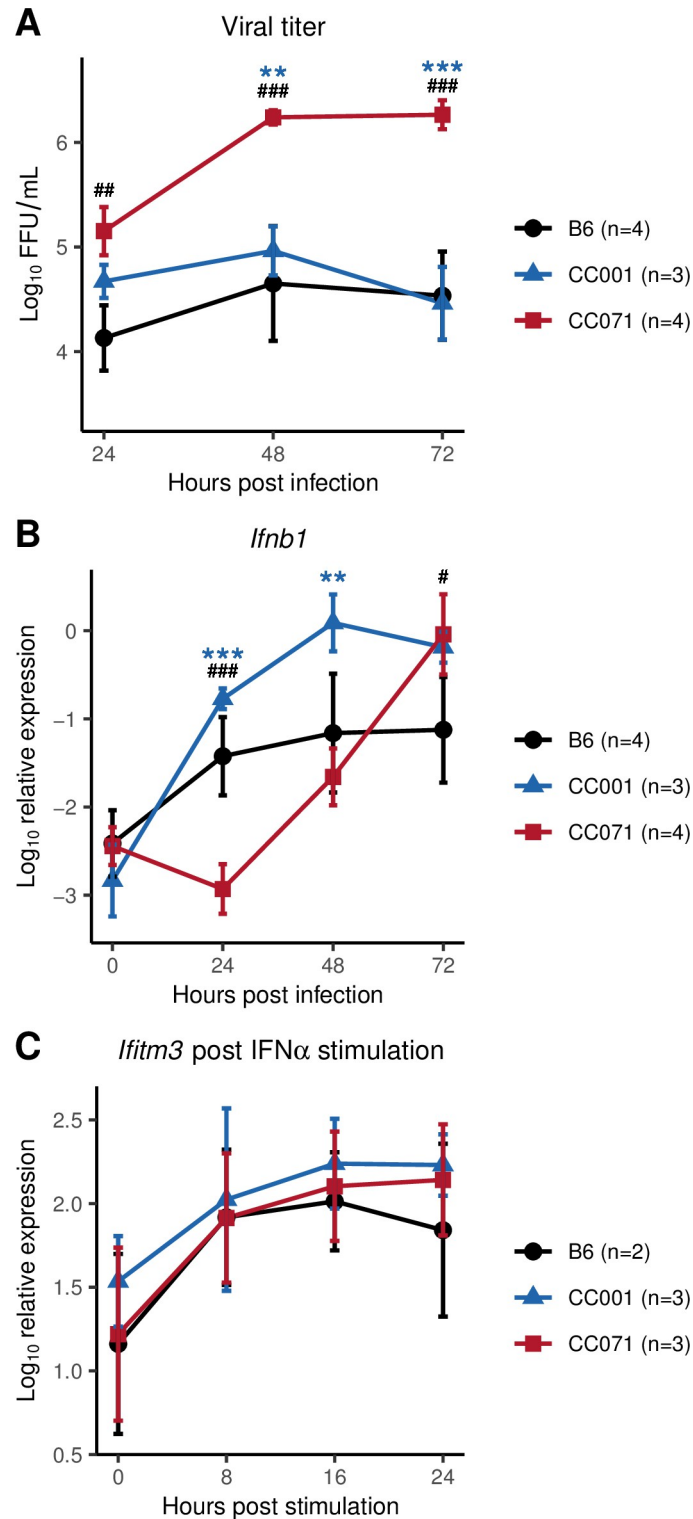 A
Viral titer
**
***
###
###
##
6
5
4
Log₁₀ FFU/mL
24
48
72
Hours post infection
B6 (n=4)
CC001 (n=3)
CC071 (n=4)
B
Ifnb1
**
#
***
###
0
−1
−2
−3
Log₁₀ relative expression
0
24
48
72
Hours post infection
B6 (n=4)
CC001 (n=3)
CC071 (n=4)
C
Ifitm3 post IFNα stimulation
2.5
2.0
1.5
1.0
0.5
Log₁₀ relative expression
0
8
16
24
Hours post stimulation
B6 (n=2)
CC001 (n=3)
CC071 (n=3)